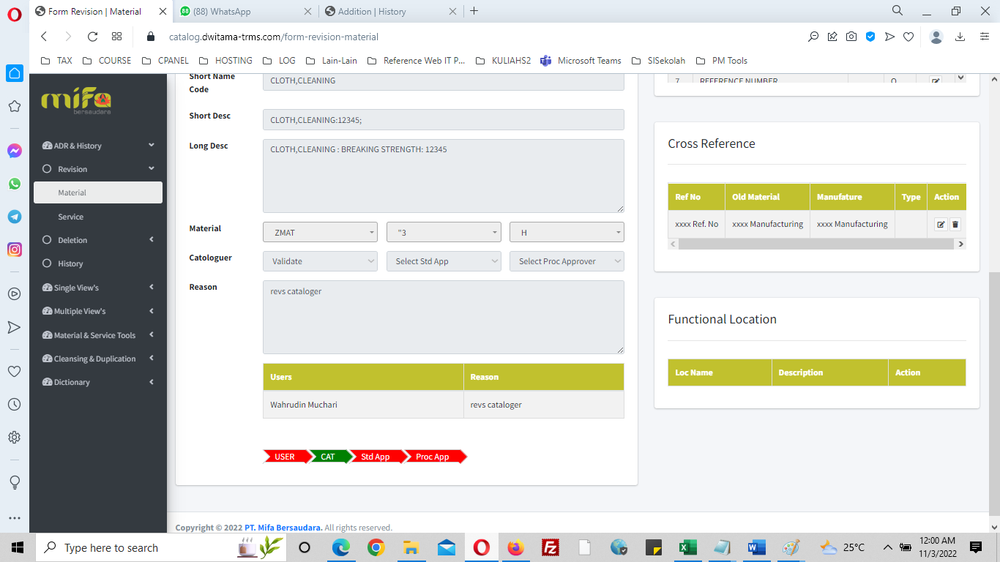 Form Revision | Material
(88) WhatsApp
Addition | History
catalog.dwitama-trms.com/form-revision-material
TAX
COURSE
CPANEL
HOSTING
LOG
Lain-Lain
Reference Web IT P...
KULIAHS2
Microsoft Teams
SISekolah
PM Tools
mifa
bersaudara
ADR & History
Revision
Material
Service
Deletion
History
Single View's
Multiple View's
Material & Service Tools
Cleansing & Duplication
Dictionary
Short Name Code
CLOTH,CLEANING
Short Desc
CLOTH,CLEANING:12345;
Long Desc
CLOTH,CLEANING : BREAKING STRENGTH: 12345
Material
ZMAT
"3
H
Catologuer
Validate
Select Std App
Select Proc Approver
Reason
revs cataloger
Users
Reason
Wahrudin Muchari
revs cataloger
USER
CAT
Std App
Proc App
7
REFERENCE NUMBER
O
Cross Reference
Ref No
Old Material
Manufature
Type
Action
xxxx Ref. No
xxxx Manufacturing
xxxx Manufacturing
Functional Location
Loc Name
Description
Action
Copyright © 2022 PT. Mifa Bersaudara. All rights reserved.
Type here to search
25°C
12:00 AM
11/3/2022